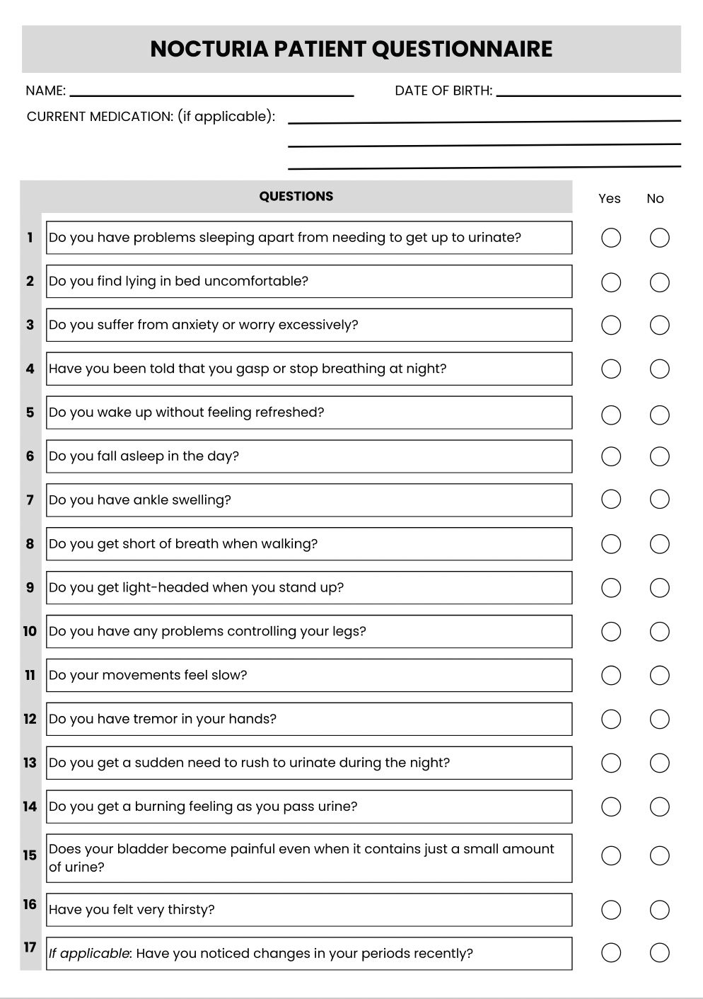 NOCTURIA PATIENT QUESTIONNAIRE
NAME: DATE OF BIRTH:
CURRENT MEDICATION: (if applicable):
QUESTIONS Yes No
1 Do you have problems sleeping apart from needing to get up to urinate?
2 Do you find lying in bed uncomfortable?
3 Do you suffer from anxiety or worry excessively?
4 Have you been told that you gasp or stop breathing at night?
5 Do you wake up without feeling refreshed?
6 Do you fall asleep in the day?
7 Do you have ankle swelling?
8 Do you get short of breath when walking?
9 Do you get light-headed when you stand up?
10 Do you have any problems controlling your legs?
11 Do your movements feel slow?
12 Do you have tremor in your hands?
13 Do you get a sudden need to rush to urinate during the night?
14 Do you get a burning feeling as you pass urine?
15 Does your bladder become painful even when it contains just a small amount
of urine?
16 Have you felt very thirsty?
17 If applicable: Have you noticed changes in your periods recently?